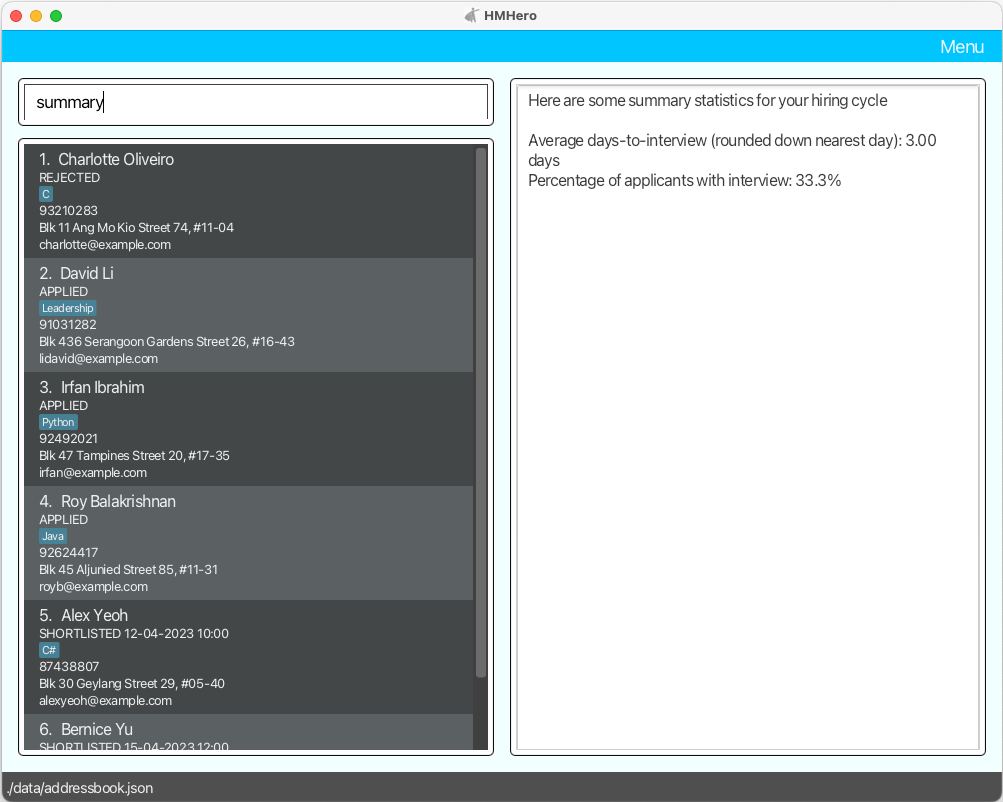 HMHero
Menu
summary
1. Charlotte Oliveiro
REJECTED
C
93210283
Blk 11 Ang Mo Kio Street 74, #11-04
charlotte@example.com
2. David Li
APPLIED
Leadership
91031282
Blk 436 Serangoon Gardens Street 26, #16-43
lidavid@example.com
3. Irfan Ibrahim
APPLIED
Python
92492021
Blk 47 Tampines Street 20, #17-35
irfan@example.com
4. Roy Balakrishnan
APPLIED
Java
92624417
Blk 45 Aljunied Street 85, #11-31
royb@example.com
5. Alex Yeoh
SHORTLISTED 12-04-2023 10:00
C#
87438807
Blk 30 Geylang Street 29, #05-40
alexyeoh@example.com
6. Bernice Yu
SHORTLISTED 15-04-2023 12:00
Here are some summary statistics for your hiring cycle
Average days-to-interview (rounded down nearest day): 3.00
days
Percentage of applicants with interview: 33.3%
./data/addressbook.json